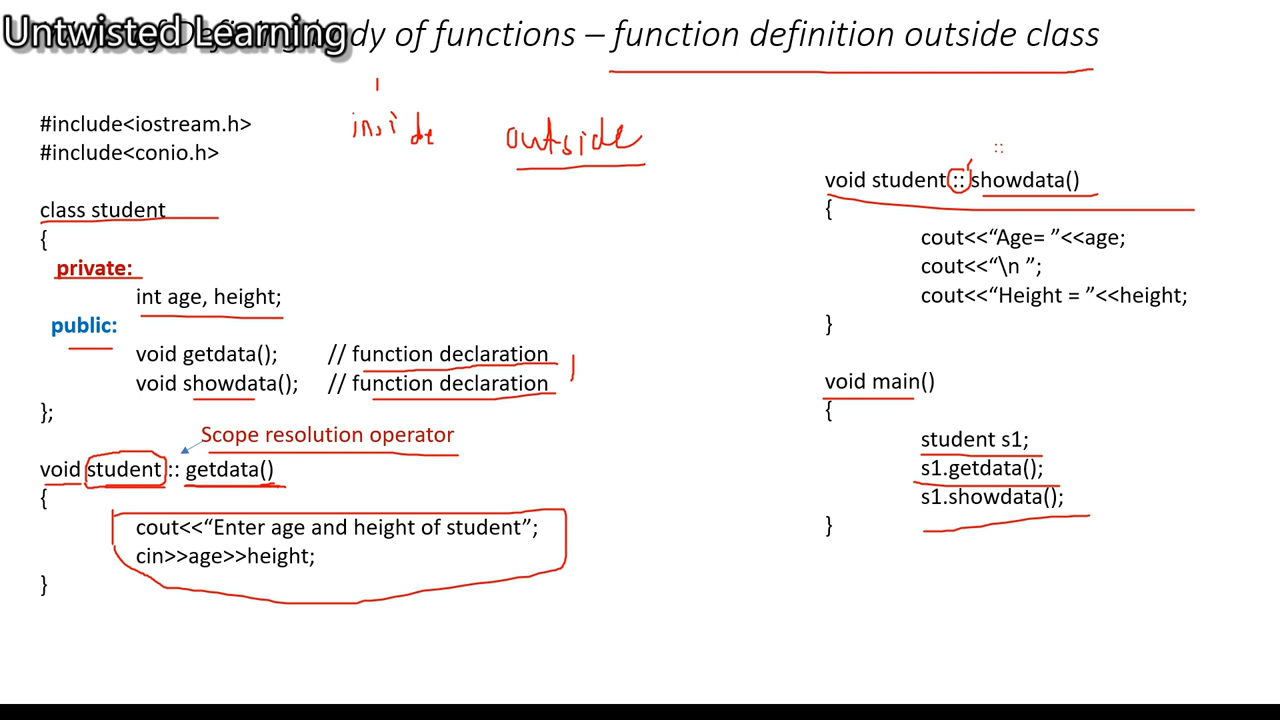 Untwisted Learning
dy of functions – function definition outside class
inside outside
#include<iostream.h>
#include<conio.h>
class student
{
private:
int age, height;
public:
void getdata(); // function declaration
void showdata(); // function declaration
};
Scope resolution operator
void student :: getdata()
{
cout<<“Enter age and height of student”;
cin>>age>>height;
}
::
void student :: showdata()
{
cout<<“Age= ”<<age;
cout<<“\n ”;
cout<<“Height = ”<<height;
}
void main()
{
student s1;
s1.getdata();
s1.showdata();
}